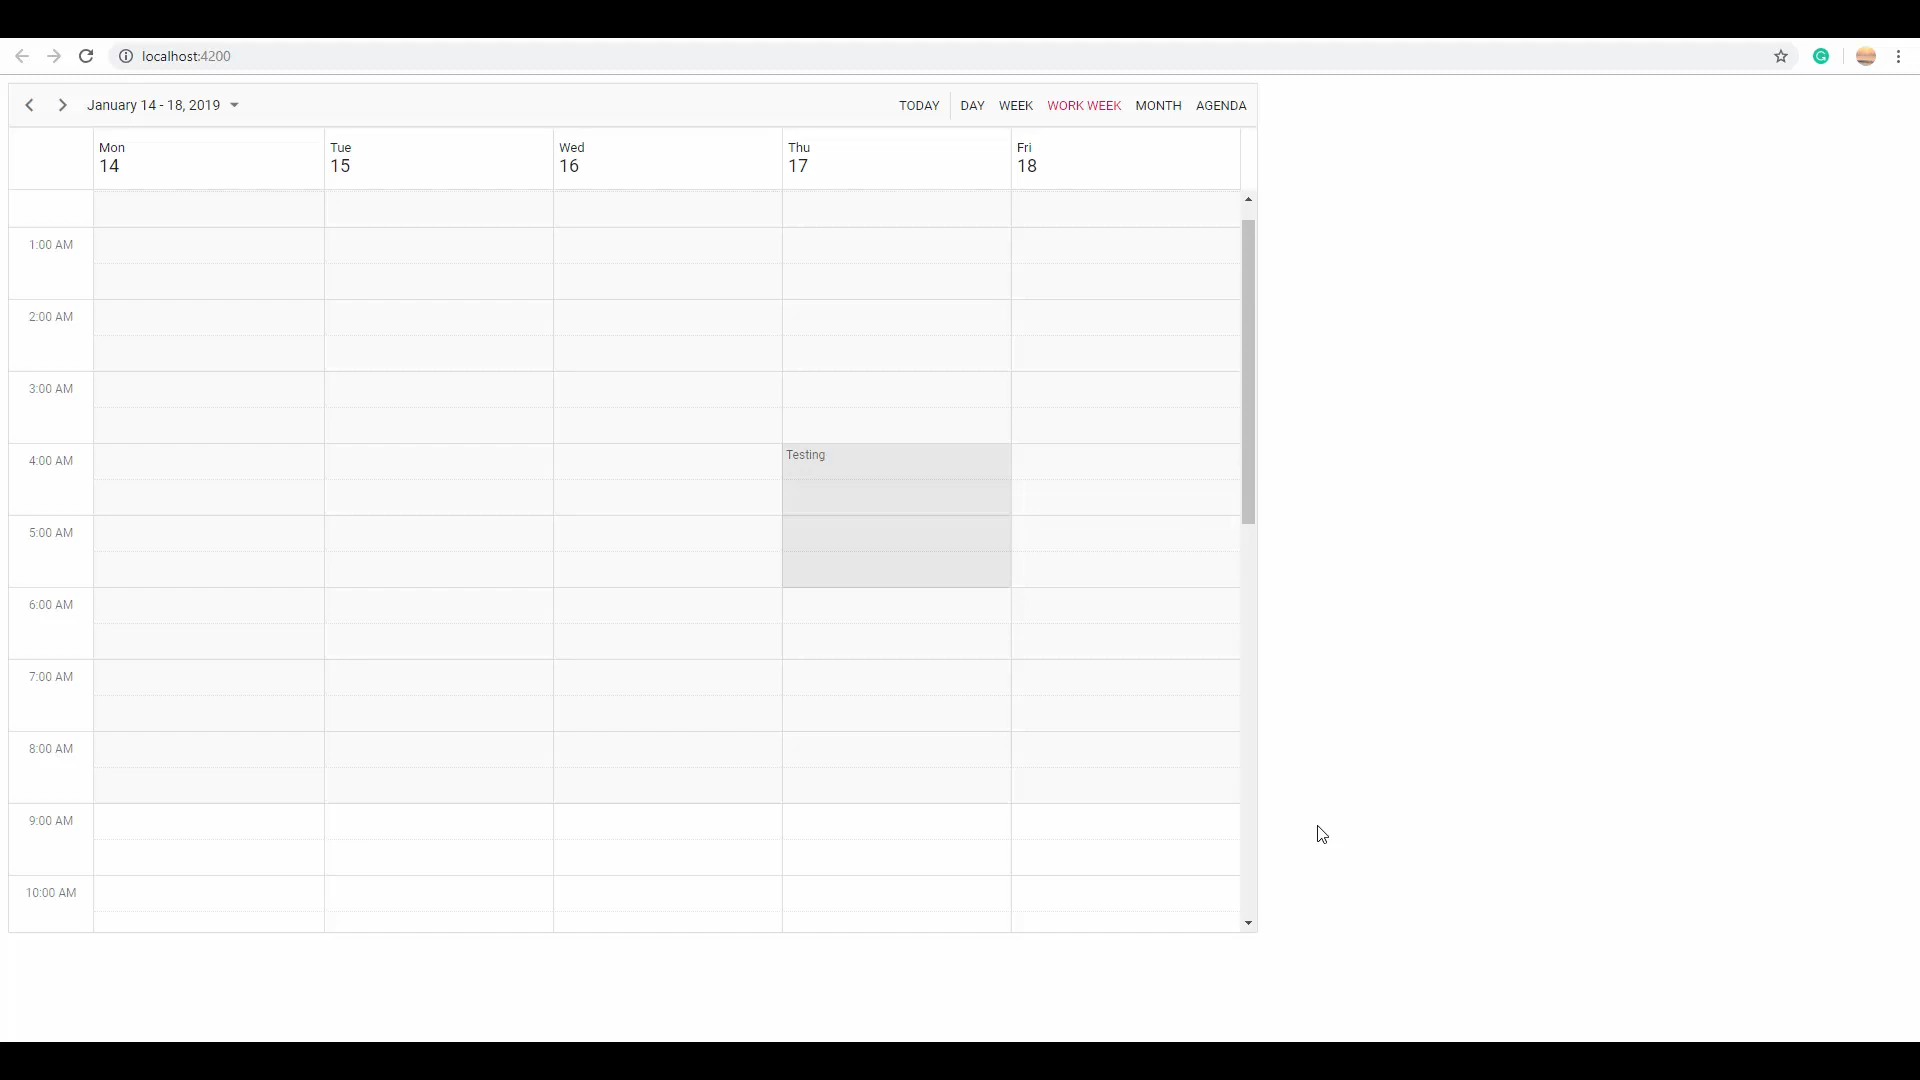 localhost:4200
January 14 - 18, 2019
TODAY DAY WEEK WORK WEEK MONTH AGENDA
Mon Tue Wed Thu Fri
14 15 16 17 18
1:00 AM
2:00 AM
3:00 AM
4:00 AM
Testing
5:00 AM
6:00 AM
7:00 AM
8:00 AM
9:00 AM
10:00 AM